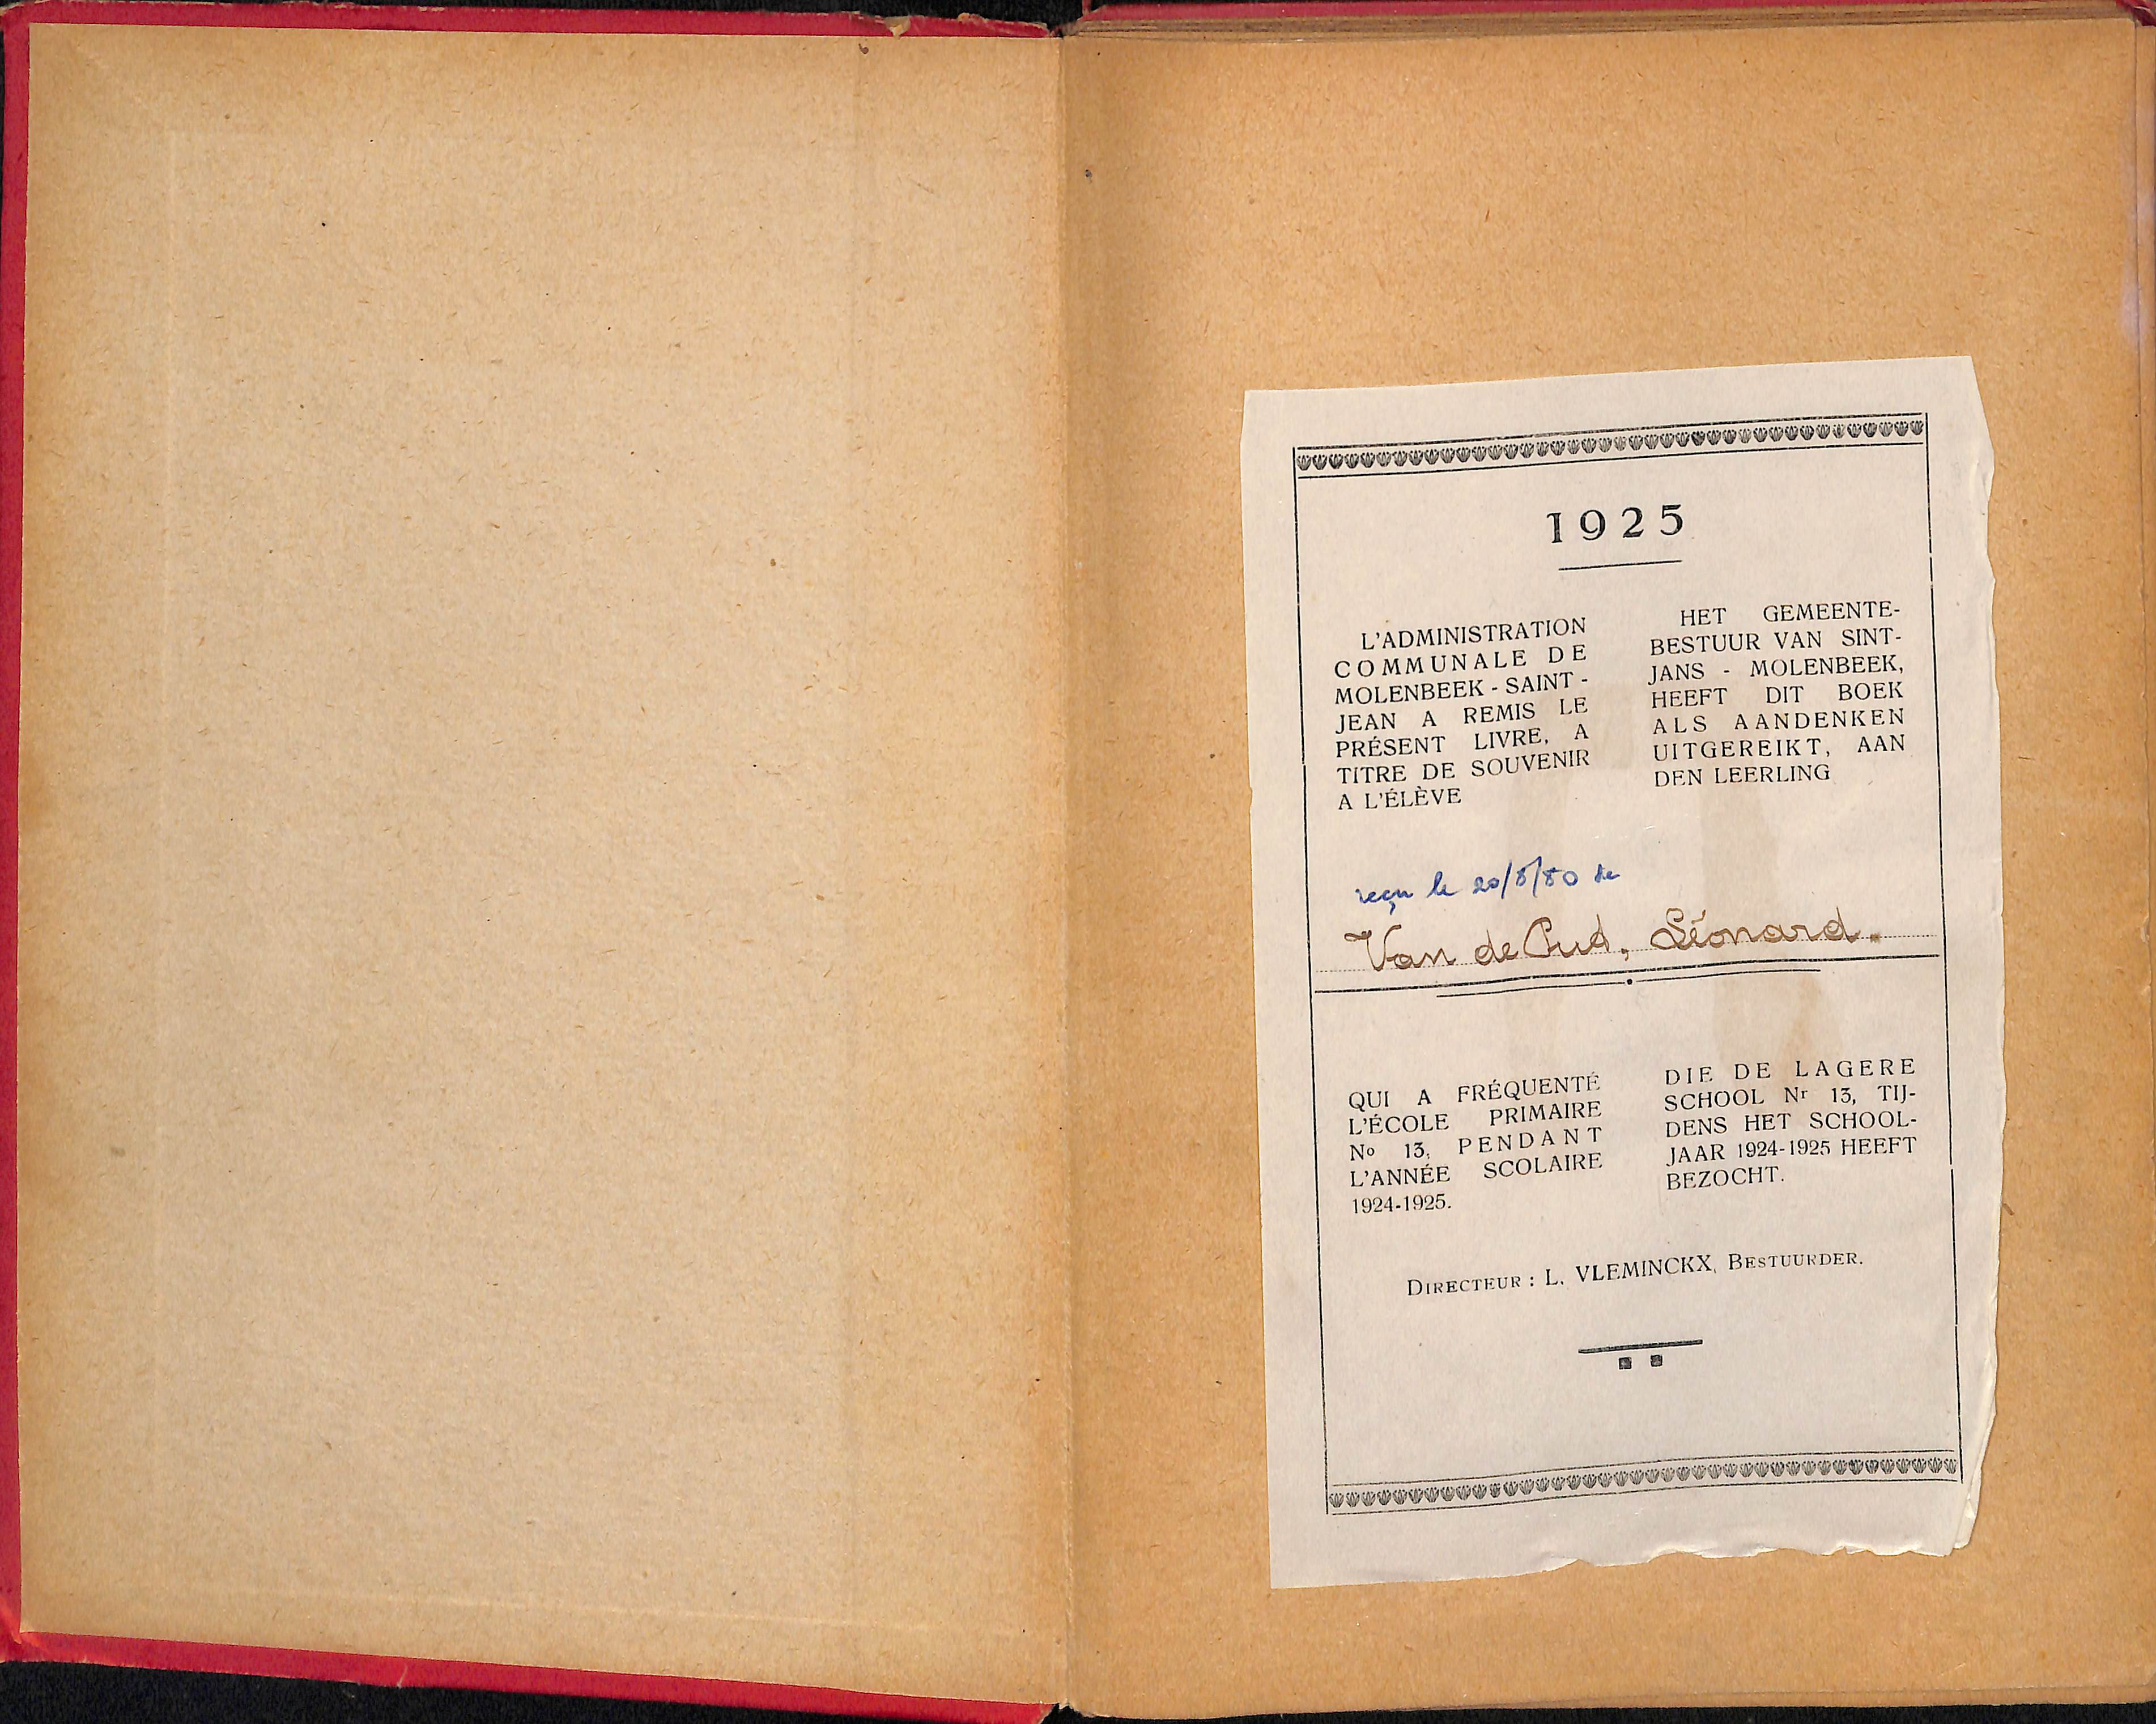 1925
L'ADMINISTRATION
COMMUNALE DE
MOLENBEEK - SAINT -
JEAN A REMIS LE
PRÉSENT LIVRE, A
TITRE DE SOUVENIR
A L'ÉLÈVE
HET GEMEENTE-
BESTUUR VAN SINT-
JANS - MOLENBEEK,
HEEFT DIT BOEK
ALS AANDENKEN
UITGEREIKT, AAN
DEN LEERLING
reçu le 20/8/80 de
Van de Put, Léonard.
QUI A FRÉQUENTÉ
L'ÉCOLE PRIMAIRE
No 13, PENDANT
L'ANNÉE SCOLAIRE
1924-1925.
DIE DE LAGERE
SCHOOL Nr 13, TIJ-
DENS HET SCHOOL-
JAAR 1924-1925 HEEFT
BEZOCHT.
DIRECTEUR : L. VLEMINCKX, BESTUURDER.